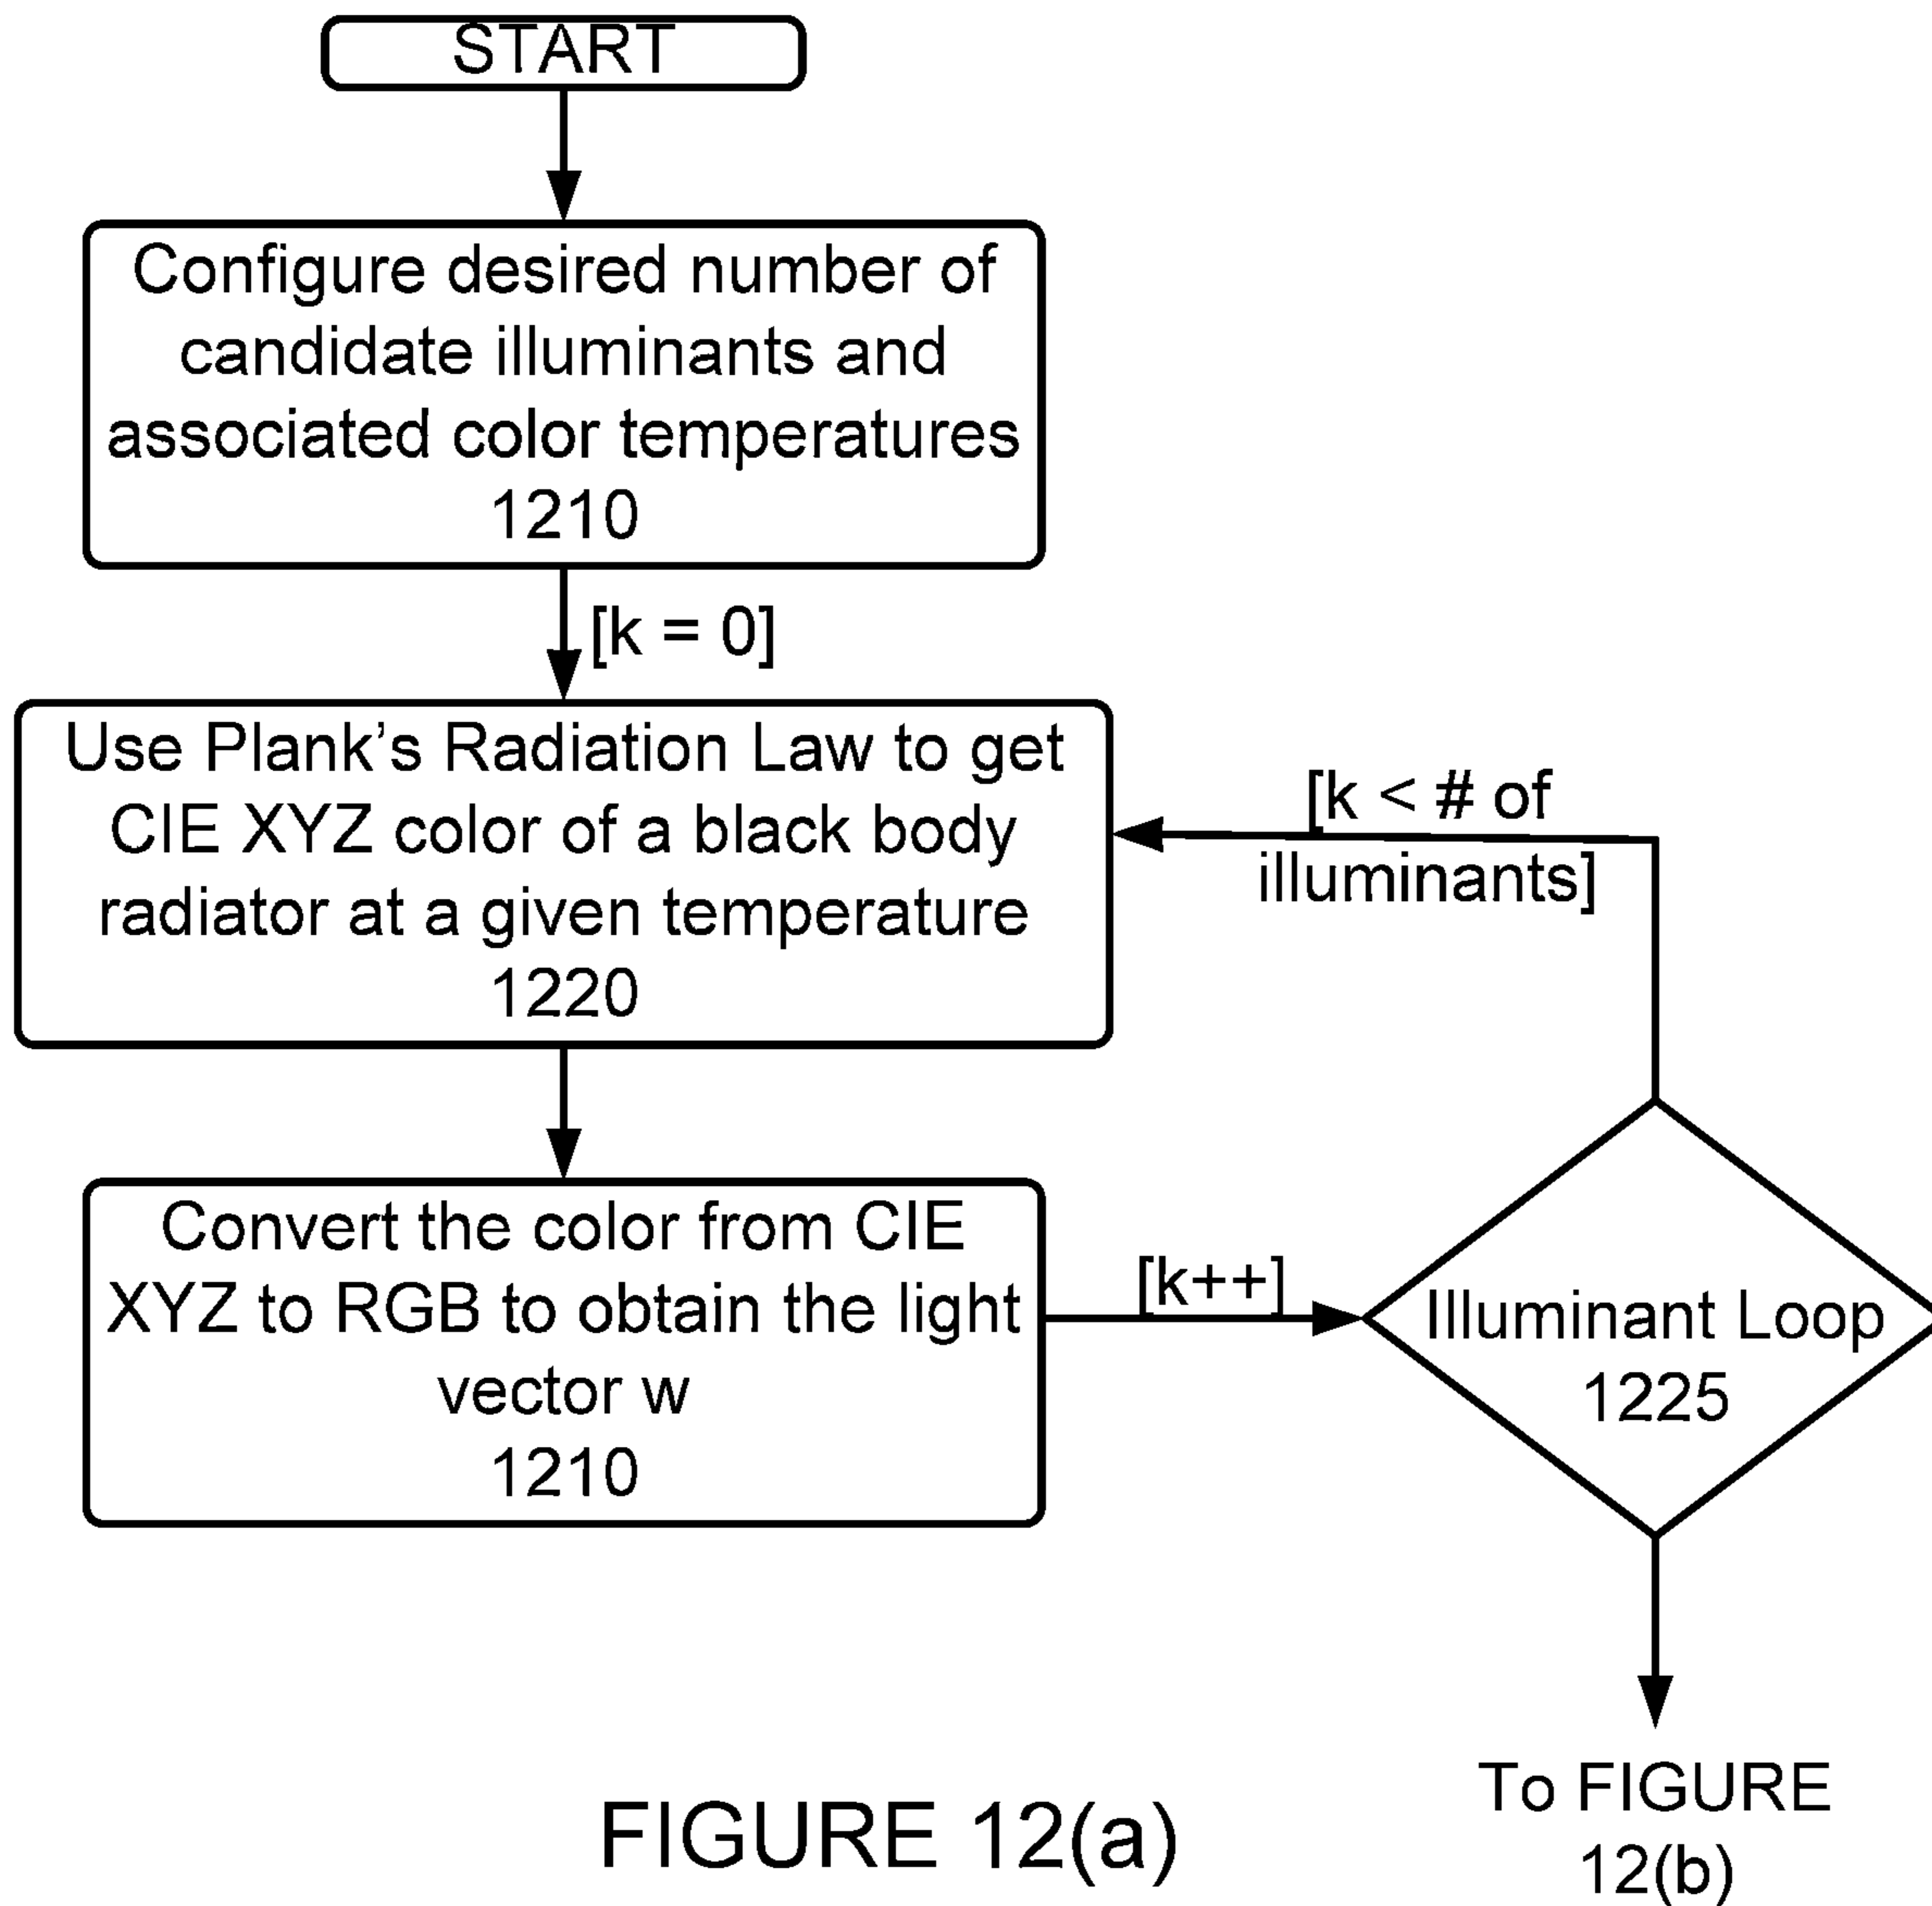 START
Configure desired number of
candidate illuminants and
associated color temperatures
1210
[k = 0]
Use Plank’s Radiation Law to get
CIE XYZ color of a black body
radiator at a given temperature
1220
[k < # of
illuminants]
Convert the color from CIE
XYZ to RGB to obtain the light
vector w
1210
[k++]
Illuminant Loop
1225
To FIGURE
12(b)
FIGURE 12(a)